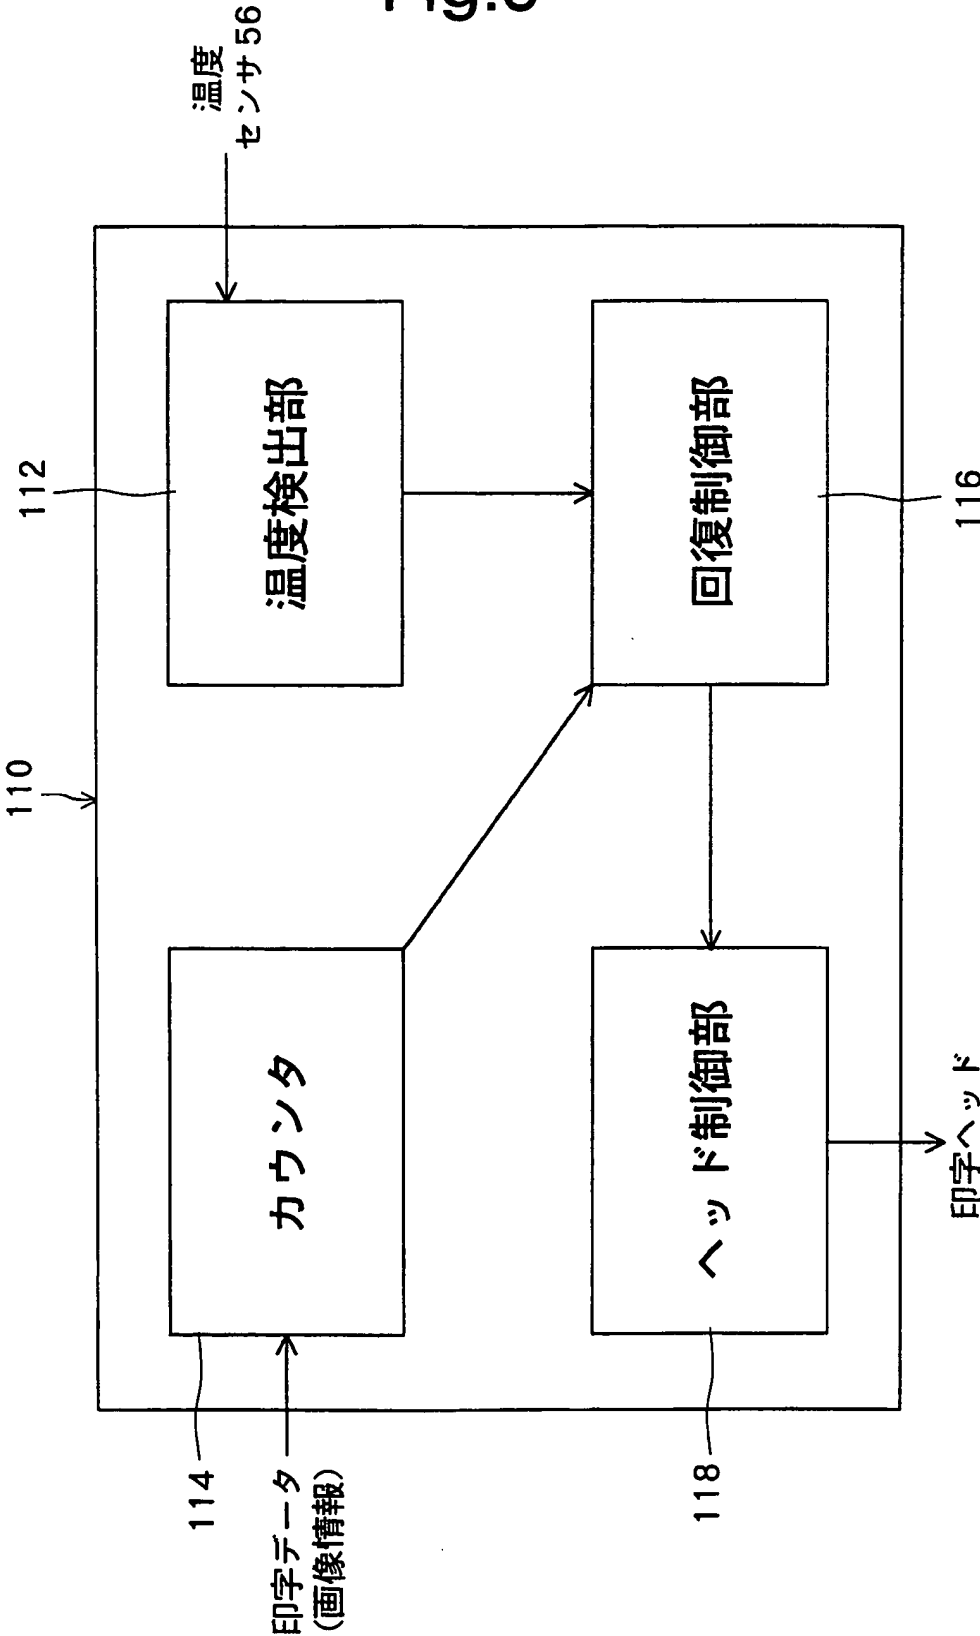 Fig.6
温度
センサ 56
112
温度検出部
110
カウンタ
114
印字データ
(画像情報)
回復制御部
116
ヘッド制御部
118
印字ヘッド